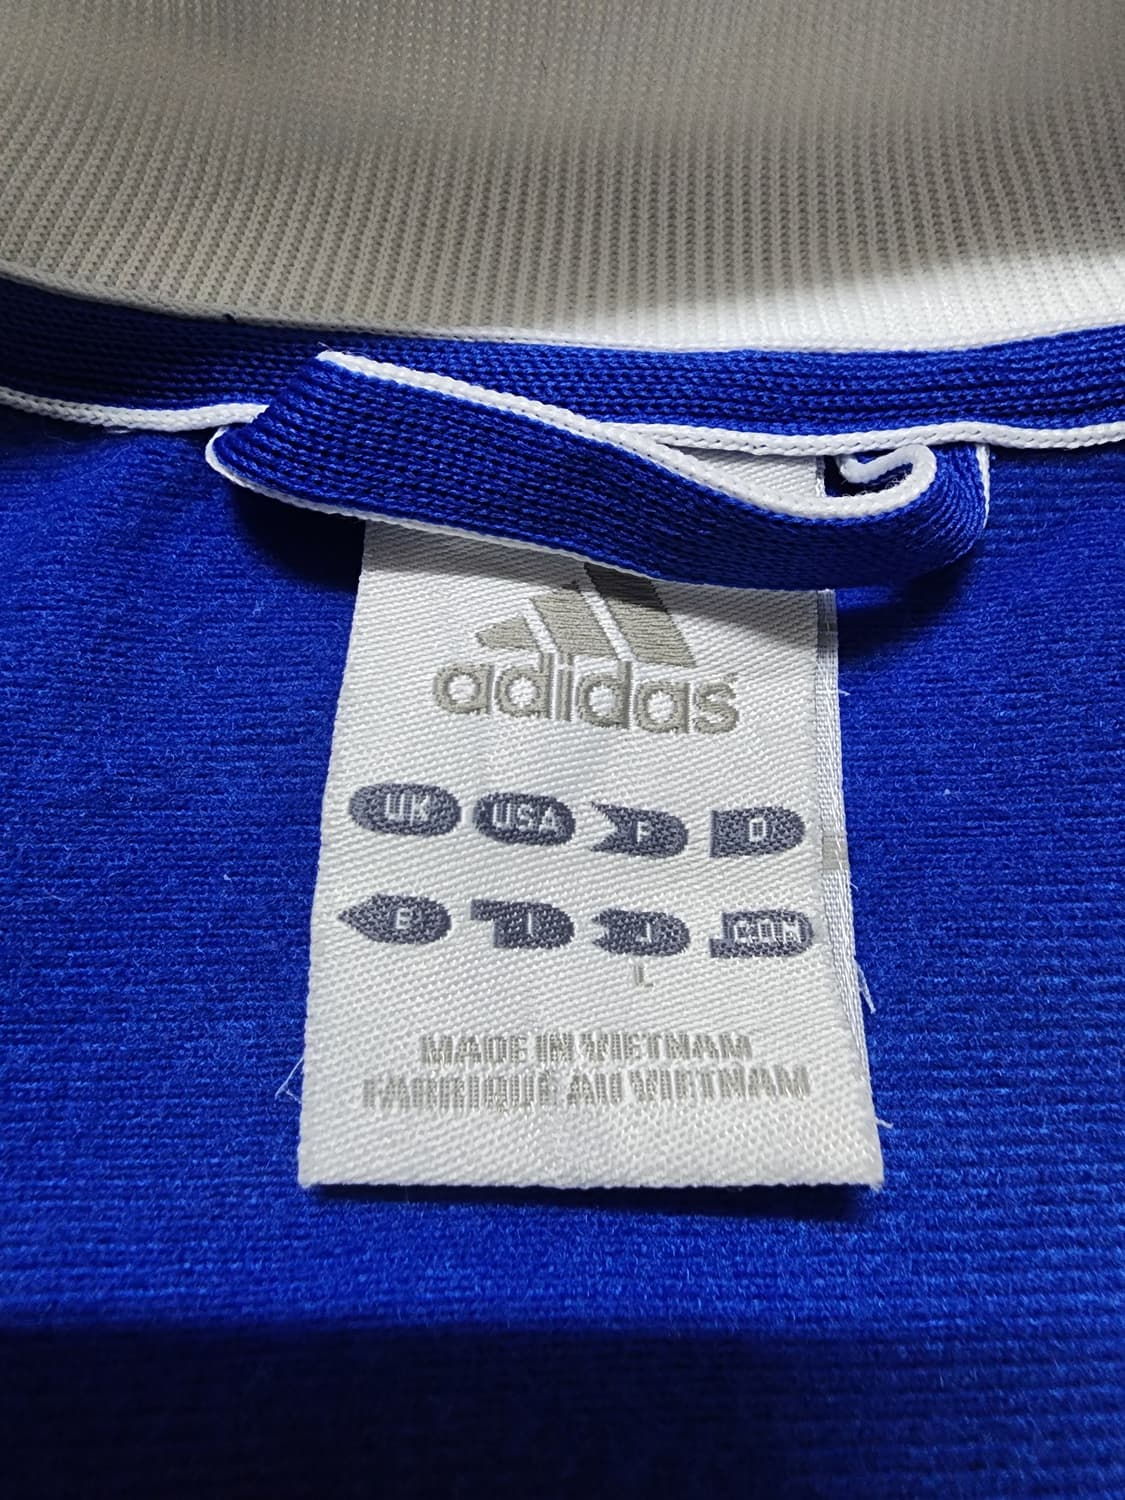 adidas
UK USA F D
E I J COM
L
MADE IN VIETNAM
FABRIQUE AU VIETNAM